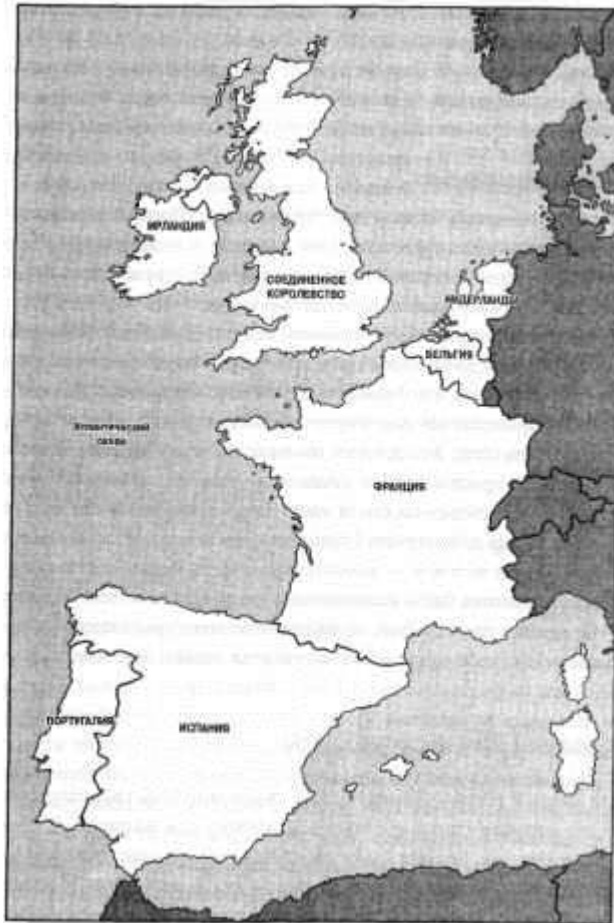 ИРЛАНДИЯ
СОЕДИНЕННОЕ
КОРОЛЕВСТВО
НИДЕРЛАНДЫ
БЕЛЬГИЯ
Атлантический
океан
ФРАНЦИЯ
ПОРТУГАЛИЯ
ИСПАНИЯ